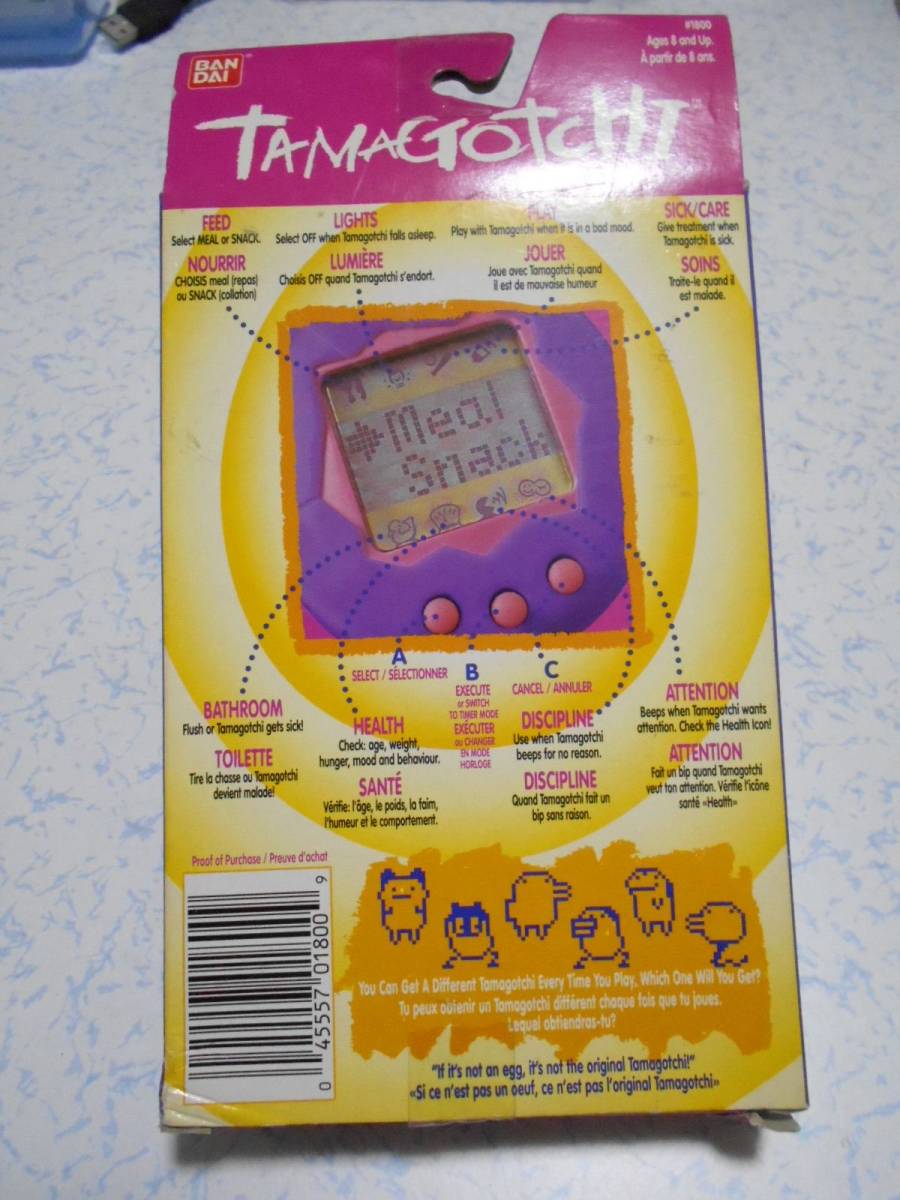 #1800
Ages 8 and Up.
À partir de 8 ans.
BAN
DAI
TAMAGOTCHI
FEED
Select MEAL or SNACK.
NOURRIR
CHOISIS meal (repas)
ou SNACK (collation)
LIGHTS
Select OFF when Tamagotchi falls asleep.
LUMIÈRE
Choisis OFF quand Tamagotchi s'endort.
PLAY
Play with Tamagotchi when it is in a bad mood.
JOUER
Joue avec Tamagotchi quand
il est de mauvaise humeur
SICK/CARE
Give treatment when
Tamagotchi is sick.
SOINS
Traite-le quand il
est malade.
Meal
Snack
A
SELECT / SÉLECTIONNER
B
EXECUTE
or SWITCH
TO TIMER MODE
EXÉCUTER
ou CHANGER
EN MODE
HORLOGE
C
CANCEL / ANNULER
BATHROOM
Flush or Tamagotchi gets sick!
TOILETTE
Tire la chasse ou Tamagotchi
devient malade!
HEALTH
Check: age, weight,
hunger, mood and behaviour.
SANTÉ
Vérifie: l'âge, le poids, la faim,
l'humeur et le comportement.
DISCIPLINE
Use when Tamagotchi
beeps for no reason.
DISCIPLINE
Quand Tamagotchi fait un
bip sans raison.
ATTENTION
Beeps when Tamagotchi wants
attention. Check the Health Icon!
ATTENTION
Fait un bip quand Tamagotchi
veut ton attention. Vérifie l'icône
santé «Health»
Proof of Purchase / Preuve d'achat
0 45557 01800 9
You Can Get A Different Tamagotchi Every Time You Play. Which One Will You Get?
Tu peux obtenir un Tamagotchi différent chaque fois que tu joues.
Lequel obtiendras-tu?
"If it's not an egg, it's not the original Tamagotchi!"
«Si ce n'est pas un oeuf, ce n'est pas l'original Tamagotchi»